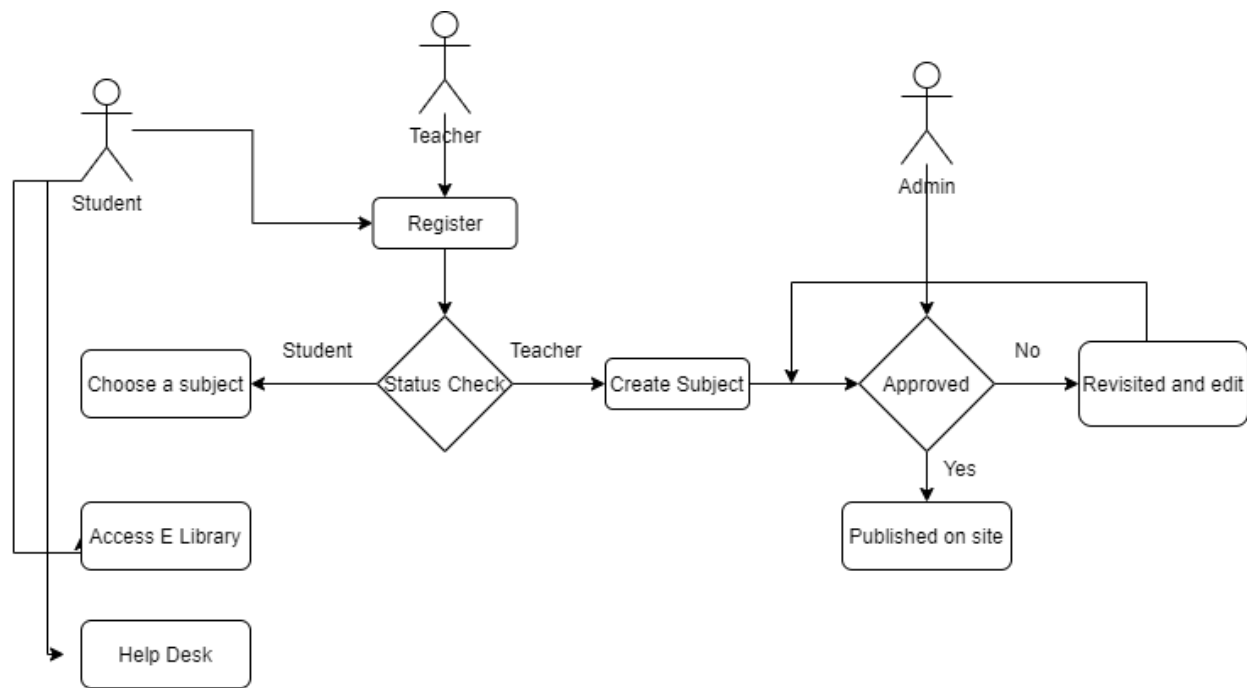 Teacher
Student
Admin
Register
Student
Teacher
No
Choose a subject
Status Check
Create Subject
Approved
Revisited and edit
Yes
Access E Library
Published on site
Help Desk